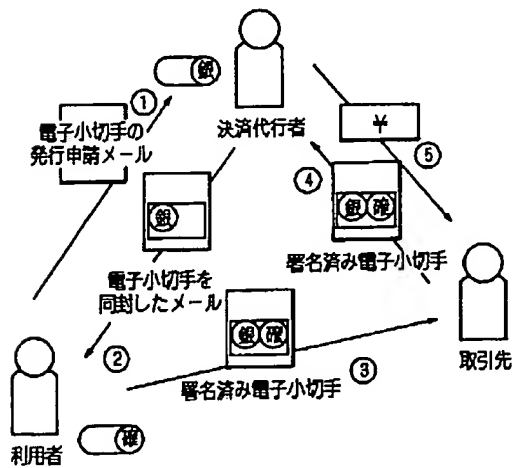 銀
①
電子小切手の
発行申請メール
決済代行者
¥
⑤
④
銀
銀 確
署名済み電子小切手
電子小切手を
同封したメール
銀 確
②
署名済み電子小切手
③
取引先
利用者
確